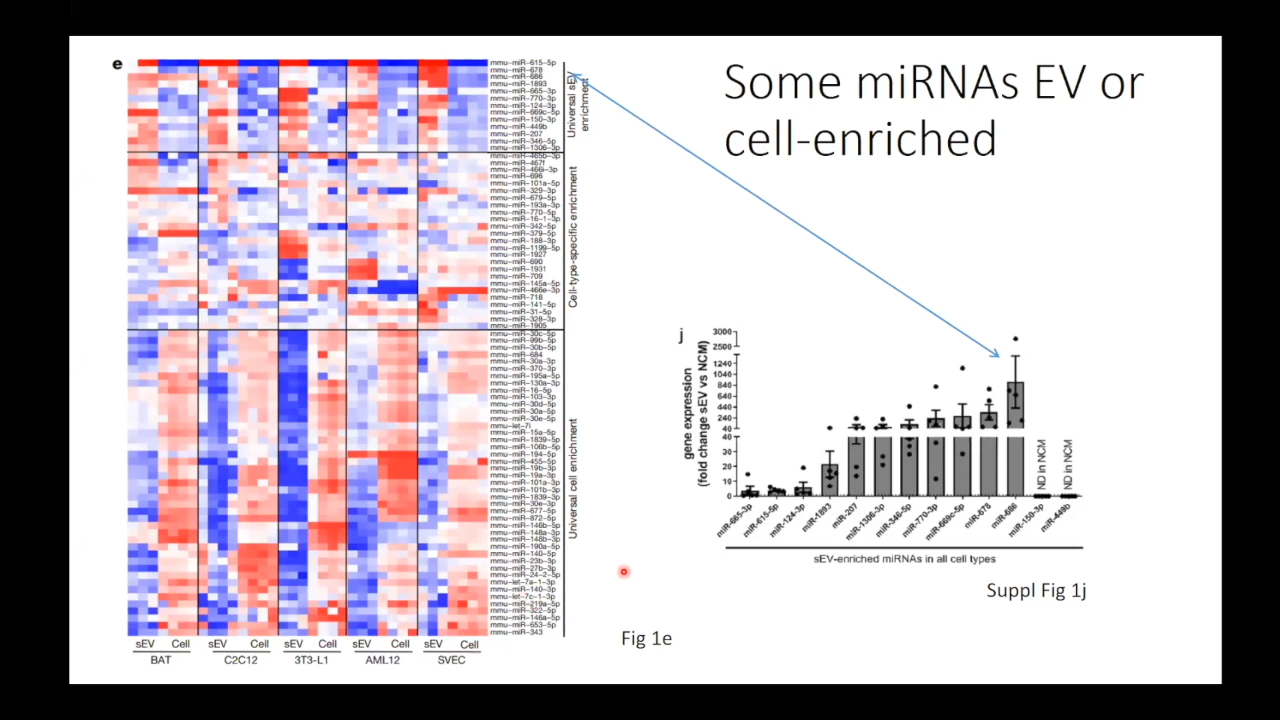 Some miRNAs EV or
cell-enriched
e
mmu-miR-615-5p
mmu-miR-678
mmu-miR-686
mmu-miR-1893
mmu-miR-665-3p
mmu-miR-770-3p
mmu-miR-124-3p
mmu-miR-669c-5p
mmu-miR-150-3p
mmu-miR-449b
mmu-miR-207
mmu-miR-346-5p
mmu-miR-1306-3p
mmu-miR-465b-3p
mmu-miR-467f
mmu-miR-466i-3p
mmu-miR-696
mmu-miR-101a-5p
mmu-miR-329-3p
mmu-miR-679-5p
mmu-miR-193a-3p
mmu-miR-770-5p
mmu-miR-16-1-3p
mmu-miR-342-5p
mmu-miR-379-5p
mmu-miR-188-3p
mmu-miR-1199-5p
mmu-miR-1927
mmu-miR-690
mmu-miR-1931
mmu-miR-709
mmu-miR-145a-5p
mmu-miR-466e-3p
mmu-miR-718
mmu-miR-141-5p
mmu-miR-31-5p
mmu-miR-328-3p
mmu-miR-1905
mmu-miR-30c-5p
mmu-miR-99b-5p
mmu-miR-30b-5p
mmu-miR-684
mmu-miR-30a-3p
mmu-miR-370-3p
mmu-miR-195a-5p
mmu-miR-130a-3p
mmu-miR-16-5p
mmu-miR-103-3p
mmu-miR-30d-5p
mmu-miR-30a-5p
mmu-miR-30e-5p
mmu-let-7i
mmu-miR-15a-5p
mmu-miR-1839-5p
mmu-miR-106b-5p
mmu-miR-194-5p
mmu-miR-455-5p
mmu-miR-19b-3p
mmu-miR-19a-3p
mmu-miR-101a-3p
mmu-miR-101b-3p
mmu-miR-1839-3p
mmu-miR-30e-3p
mmu-miR-677-5p
mmu-miR-872-5p
mmu-miR-146b-5p
mmu-miR-148a-3p
mmu-miR-148b-3p
mmu-miR-190a-5p
mmu-miR-140-5p
mmu-miR-23b-3p
mmu-miR-27b-3p
mmu-miR-24-2-5p
mmu-let-7a-1-3p
mmu-miR-140-3p
mmu-let-7c-1-3p
mmu-miR-219a-5p
mmu-miR-322-5p
mmu-miR-146a-5p
mmu-miR-653-5p
mmu-miR-343
Universal sEV
enrichment
Cell-type-specific enrichment
Universal cell enrichment
sEV Cell sEV Cell sEV Cell sEV Cell sEV Cell
BAT C2C12 3T3-L1 AML12 SVEC
Fig 1e
j
gene expression
(fold change sEV vs NCM)
3000
2500
1240
1040
840
640
440
240
40
40
30
20
10
0
ND in NCM
ND in NCM
miR-665-3p
miR-615-5p
miR-124-3p
miR-1893
miR-207
miR-1306-3p
miR-346-5p
miR-770-3p
miR-669c-5p
miR-678
miR-686
miR-150-3p
miR-449b
sEV-enriched miRNAs in all cell types
Suppl Fig 1j